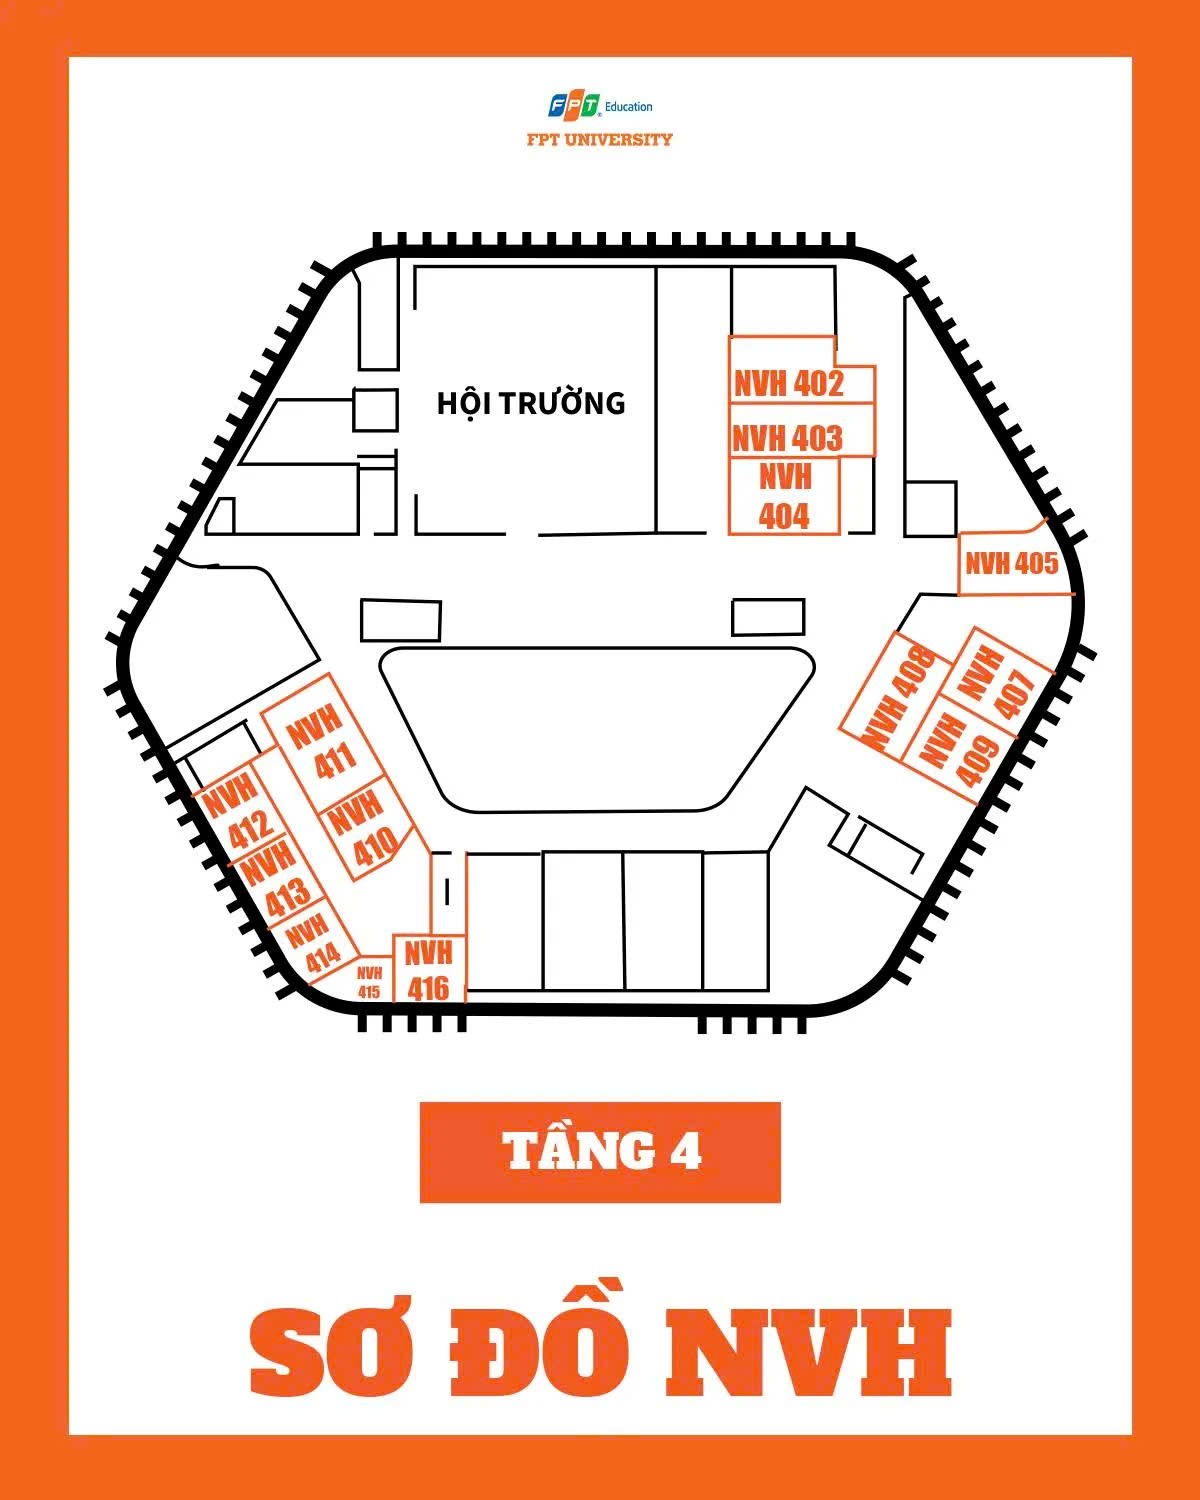 FPT Education
FPT UNIVERSITY
HỘI TRƯỜNG
NVH 402
NVH 403
NVH
404
NVH 405
NVH 408
NVH
407
NVH
409
NVH
411
NVH
410
NVH
412
NVH
413
NVH
414
NVH
415
NVH
416
TẦNG 4
SƠ ĐỒ NVH